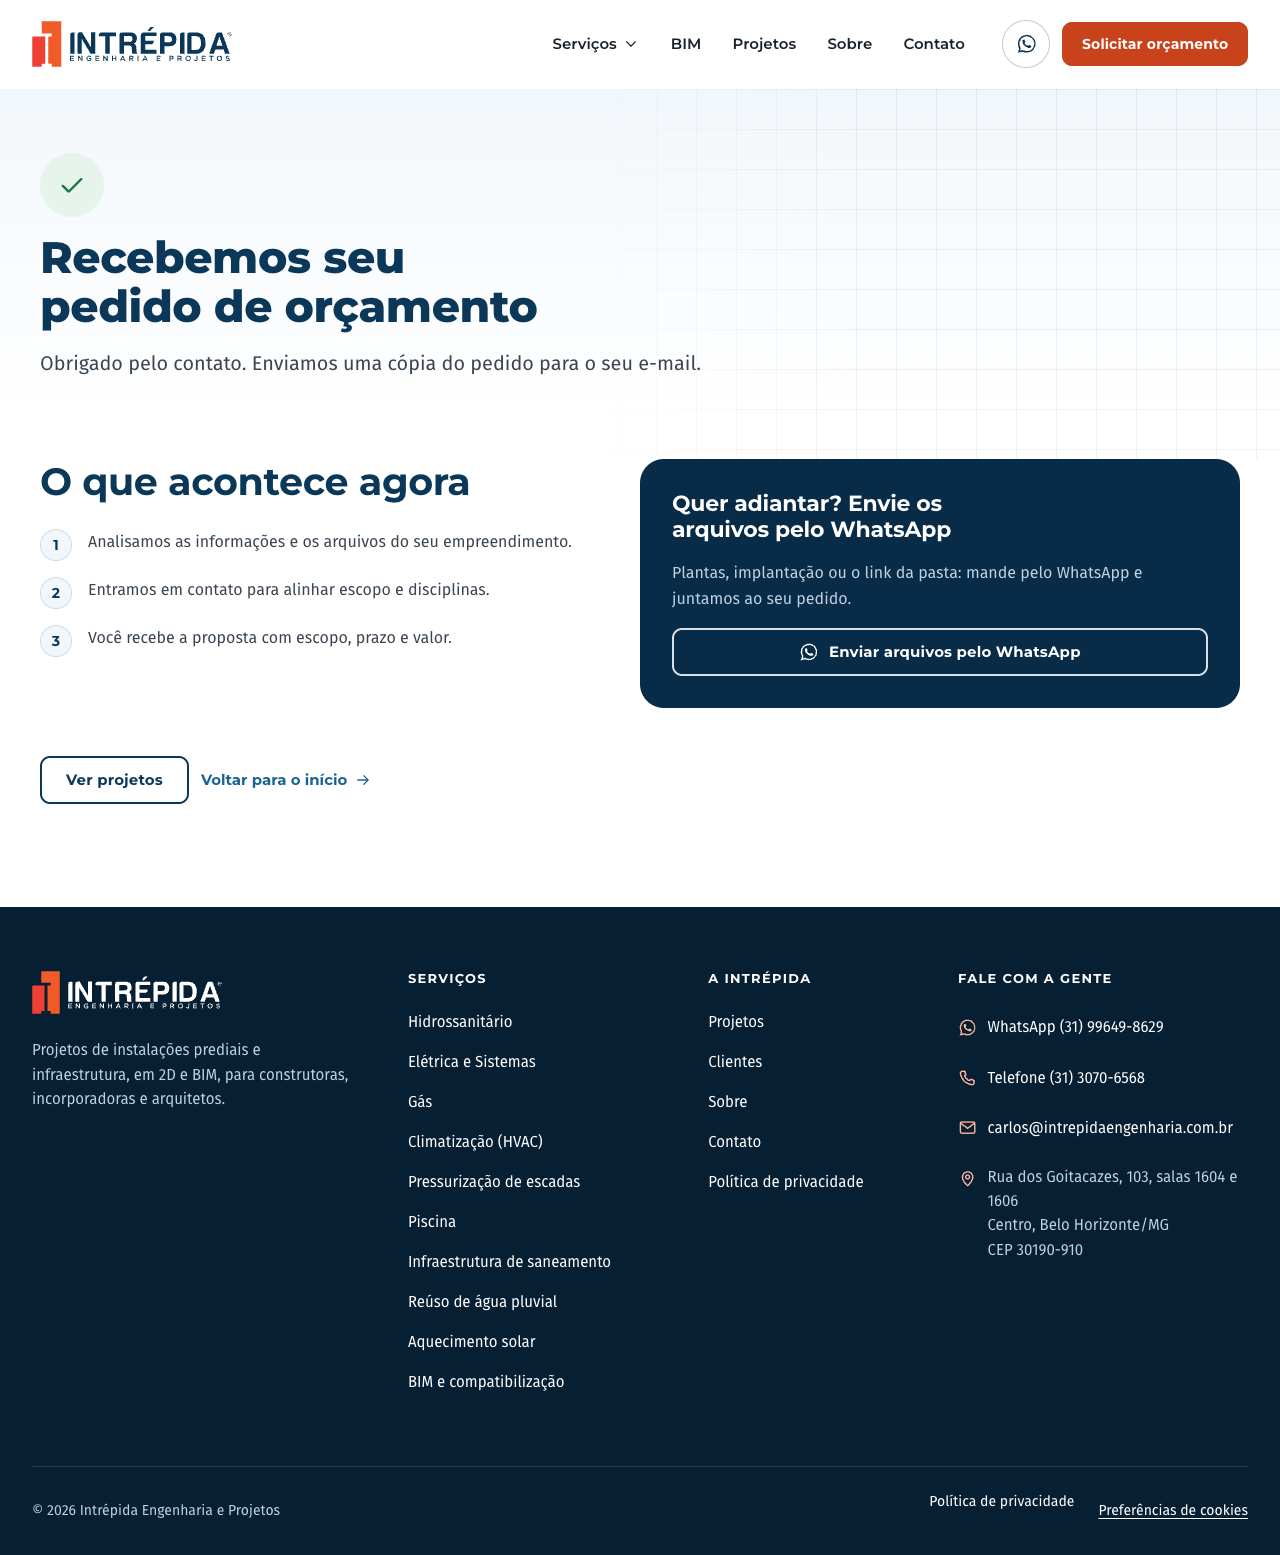 INTRÉPIDA
ENGENHARIA E PROJETOS
Serviços
BIM
Projetos
Sobre
Contato
Solicitar orçamento
Recebemos seu
pedido de orçamento
Obrigado pelo contato. Enviamos uma cópia do pedido para o seu e-mail.
O que acontece agora
1 Analisamos as informações e os arquivos do seu empreendimento.
2 Entramos em contato para alinhar escopo e disciplinas.
3 Você recebe a proposta com escopo, prazo e valor.
Quer adiantar? Envie os
arquivos pelo WhatsApp
Plantas, implantação ou o link da pasta: mande pelo WhatsApp e
juntamos ao seu pedido.
Enviar arquivos pelo WhatsApp
Ver projetos
Voltar para o início
INTRÉPIDA
ENGENHARIA E PROJETOS
Projetos de instalações prediais e
infraestrutura, em 2D e BIM, para construtoras,
incorporadoras e arquitetos.
SERVIÇOS
Hidrossanitário
Elétrica e Sistemas
Gás
Climatização (HVAC)
Pressurização de escadas
Piscina
Infraestrutura de saneamento
Reúso de água pluvial
Aquecimento solar
BIM e compatibilização
A INTRÉPIDA
Projetos
Clientes
Sobre
Contato
Política de privacidade
FALE COM A GENTE
WhatsApp (31) 99649-8629
Telefone (31) 3070-6568
carlos@intrepidaengenharia.com.br
Rua dos Goitacazes, 103, salas 1604 e
1606
Centro, Belo Horizonte/MG
CEP 30190-910
© 2026 Intrépida Engenharia e Projetos
Política de privacidade
Preferências de cookies